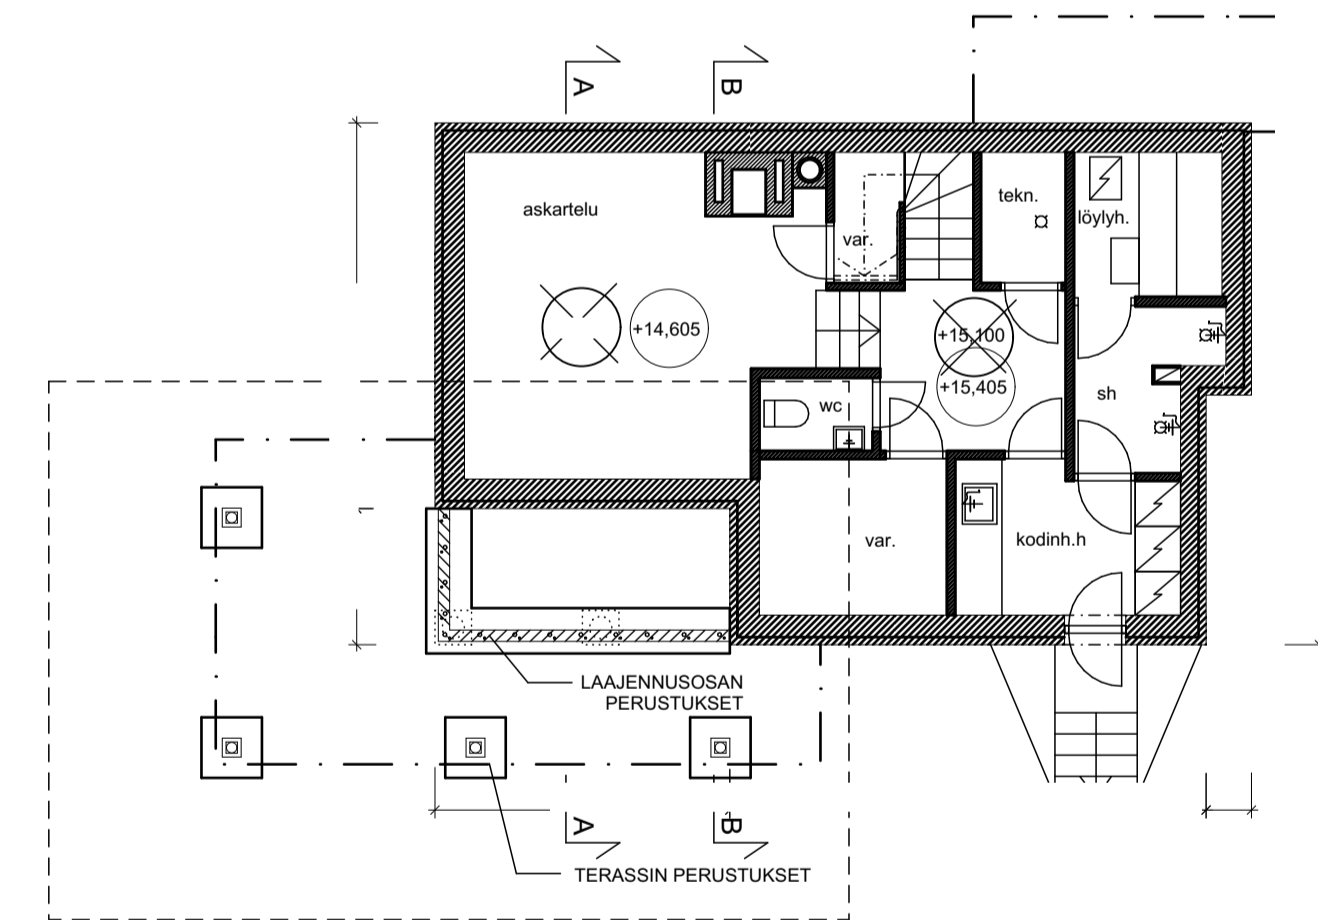 A
B
askartelu
var.
tekn.
löylyh.
+14,605
+15,100
+15,405
wc
sh
var.
kodinh.h
LAAJENNUSOSAN
PERUSTUKSET
A
B
TERASSIN PERUSTUKSET